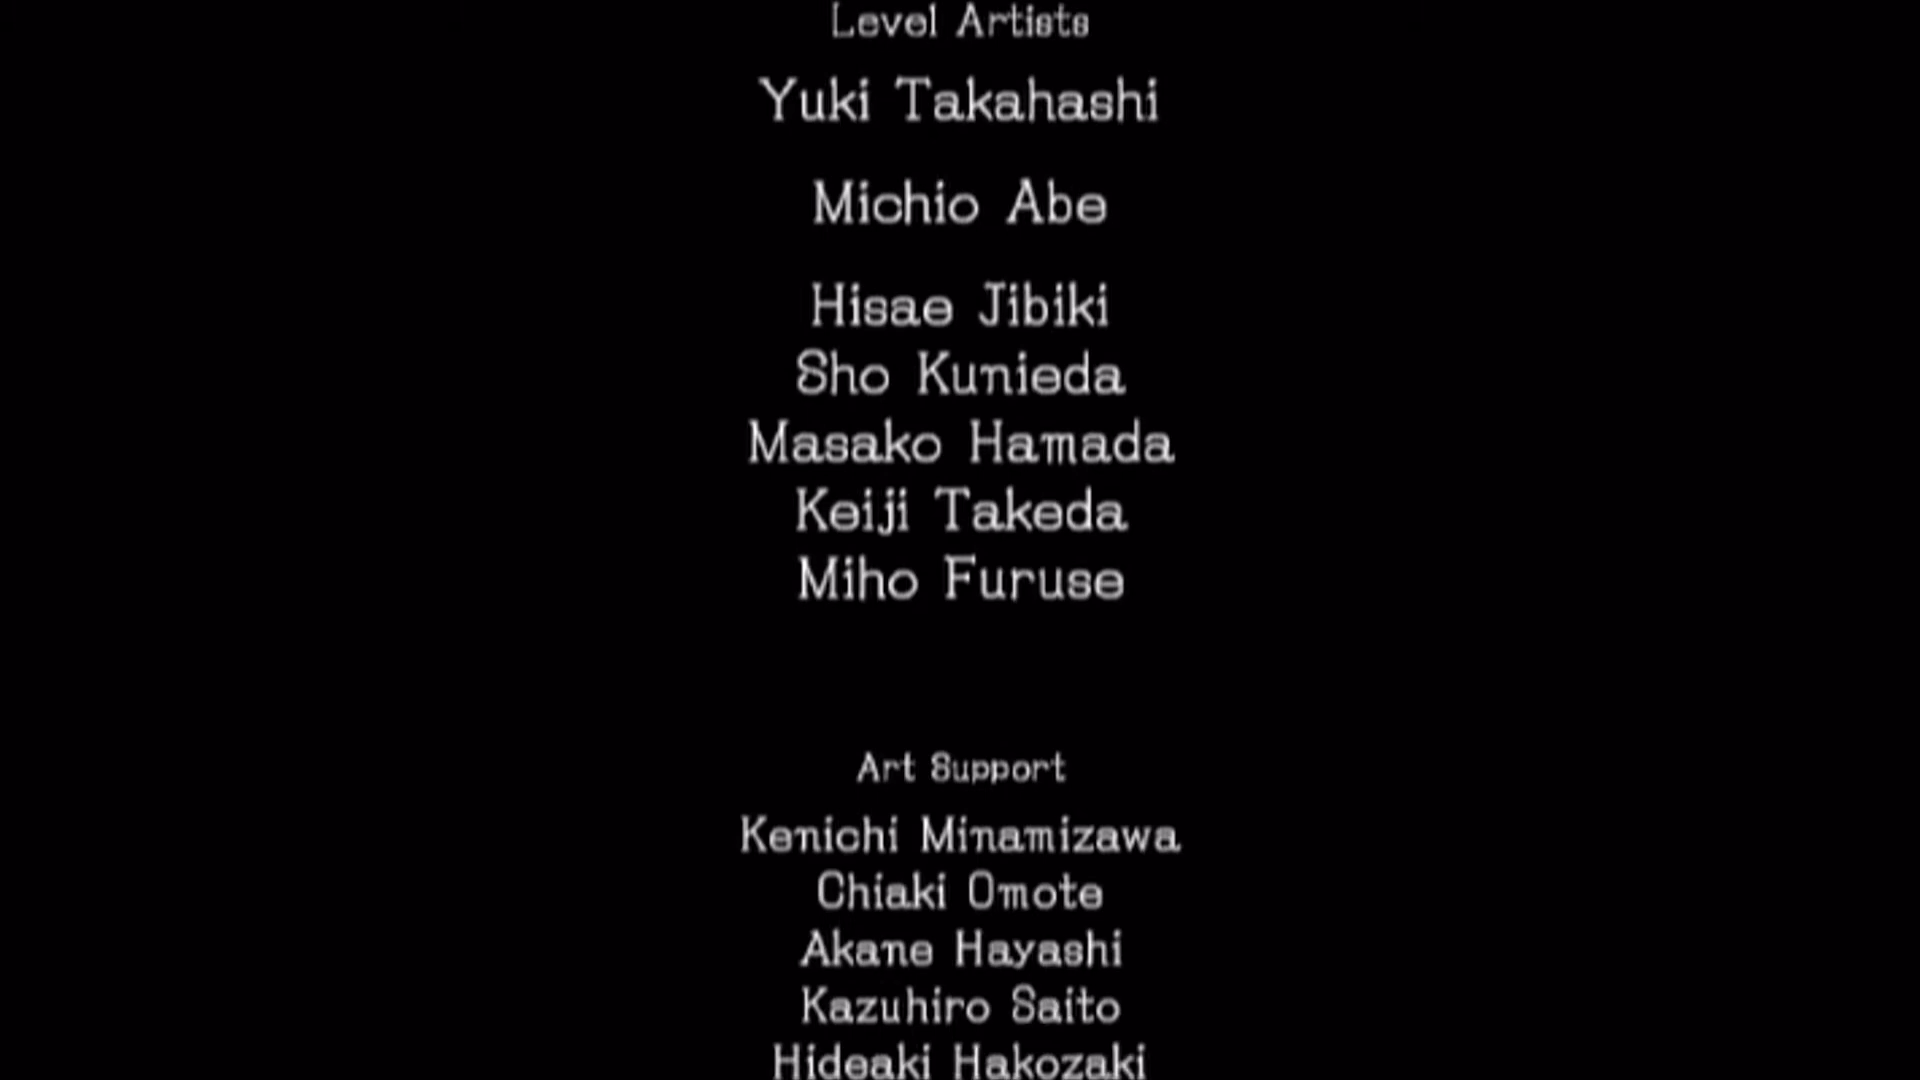 Level Artists
Yuki Takahashi
Michio Abe
Hisae Jibiki
Sho Kunieda
Masako Hamada
Keiji Takeda
Miho Furuse
Art Support
Kenichi Minamizawa
Chiaki Omote
Akane Hayashi
Kazuhiro Saito
Hideaki Hakozaki